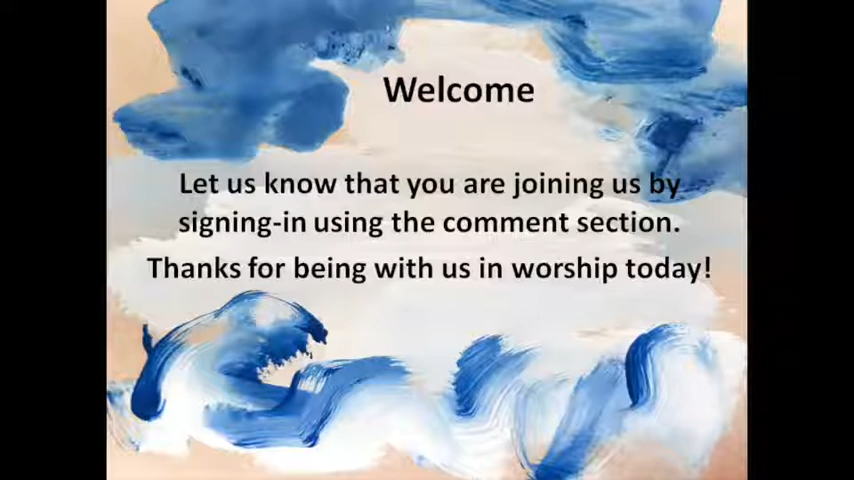 Welcome
Let us know that you are joining us by
signing-in using the comment section.
Thanks for being with us in worship today!